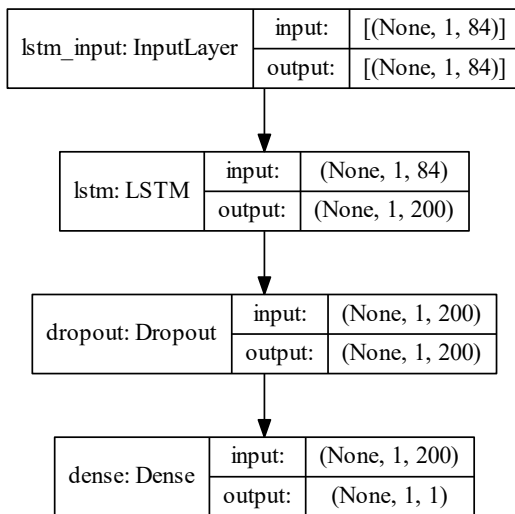 lstm_input: InputLayer
input: [(None, 1, 84)]
output: [(None, 1, 84)]
lstm: LSTM
input: (None, 1, 84)
output: (None, 1, 200)
dropout: Dropout
input: (None, 1, 200)
output: (None, 1, 200)
dense: Dense
input: (None, 1, 200)
output: (None, 1, 1)